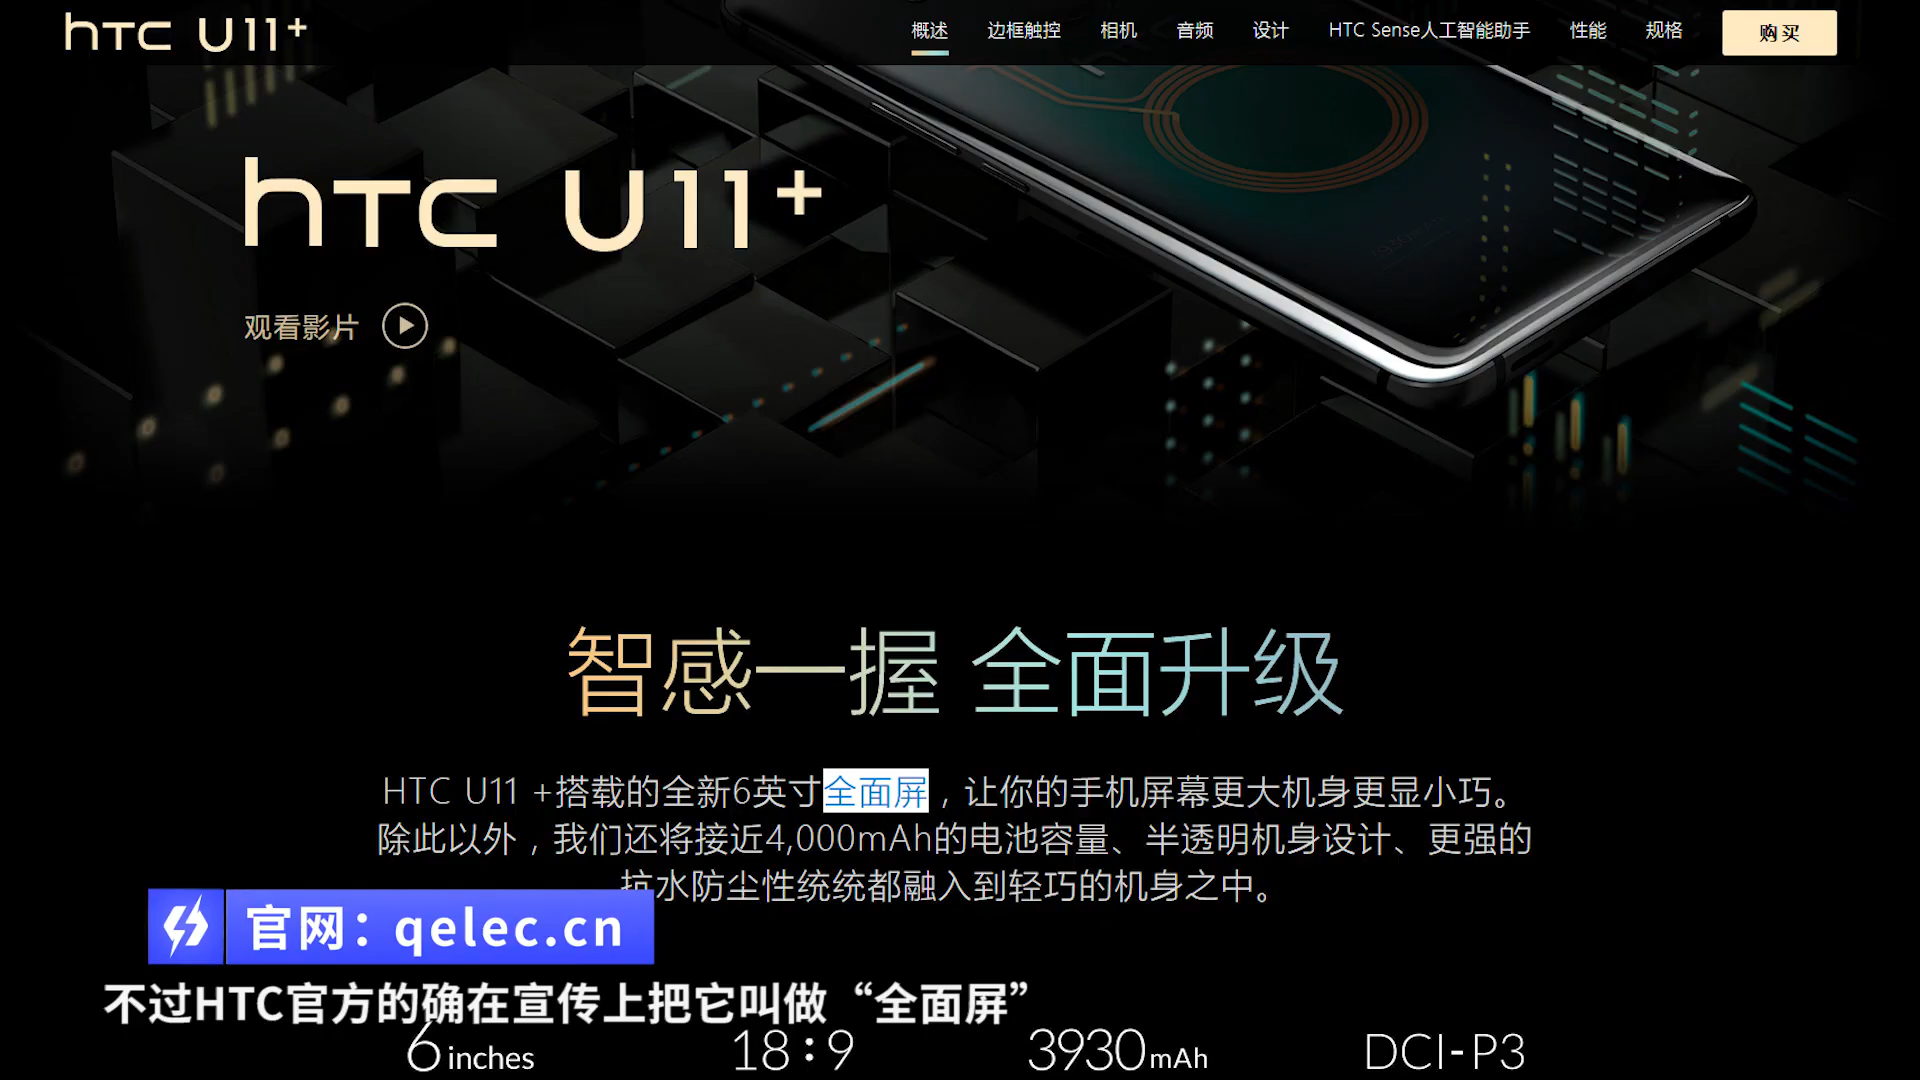 hTC U11+
概述 边框触控 相机 音频 设计 HTC Sense人工智能助手 性能 规格 购买
hTC U11+
观看影片
智感一握 全面升级
HTC U11 +搭载的全新6英寸全面屏，让你的手机屏幕更大机身更显小巧。
除此以外，我们还将接近4,000mAh的电池容量、半透明机身设计、更强的
抗水防尘性统统都融入到轻巧的机身之中。
官网：qelec.cn
不过HTC官方的确在宣传上把它叫做“全面屏”
6 inches 18:9 3930 mAh DCI-P3